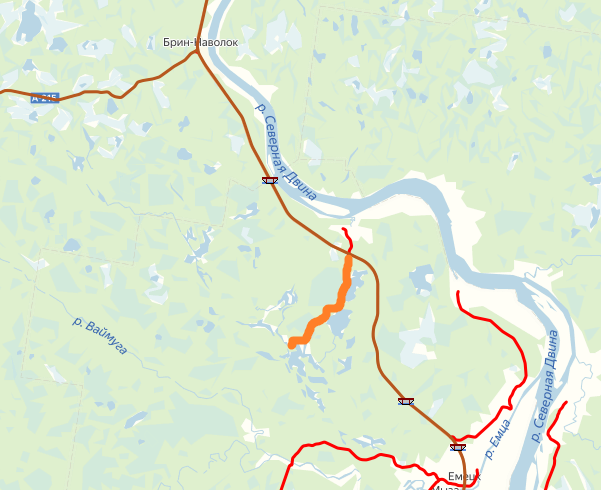 Брин-Наволок
А-215
р. Северная Двина
р. Ваймуга
р. Северная Двина
р. Емца
Емецк